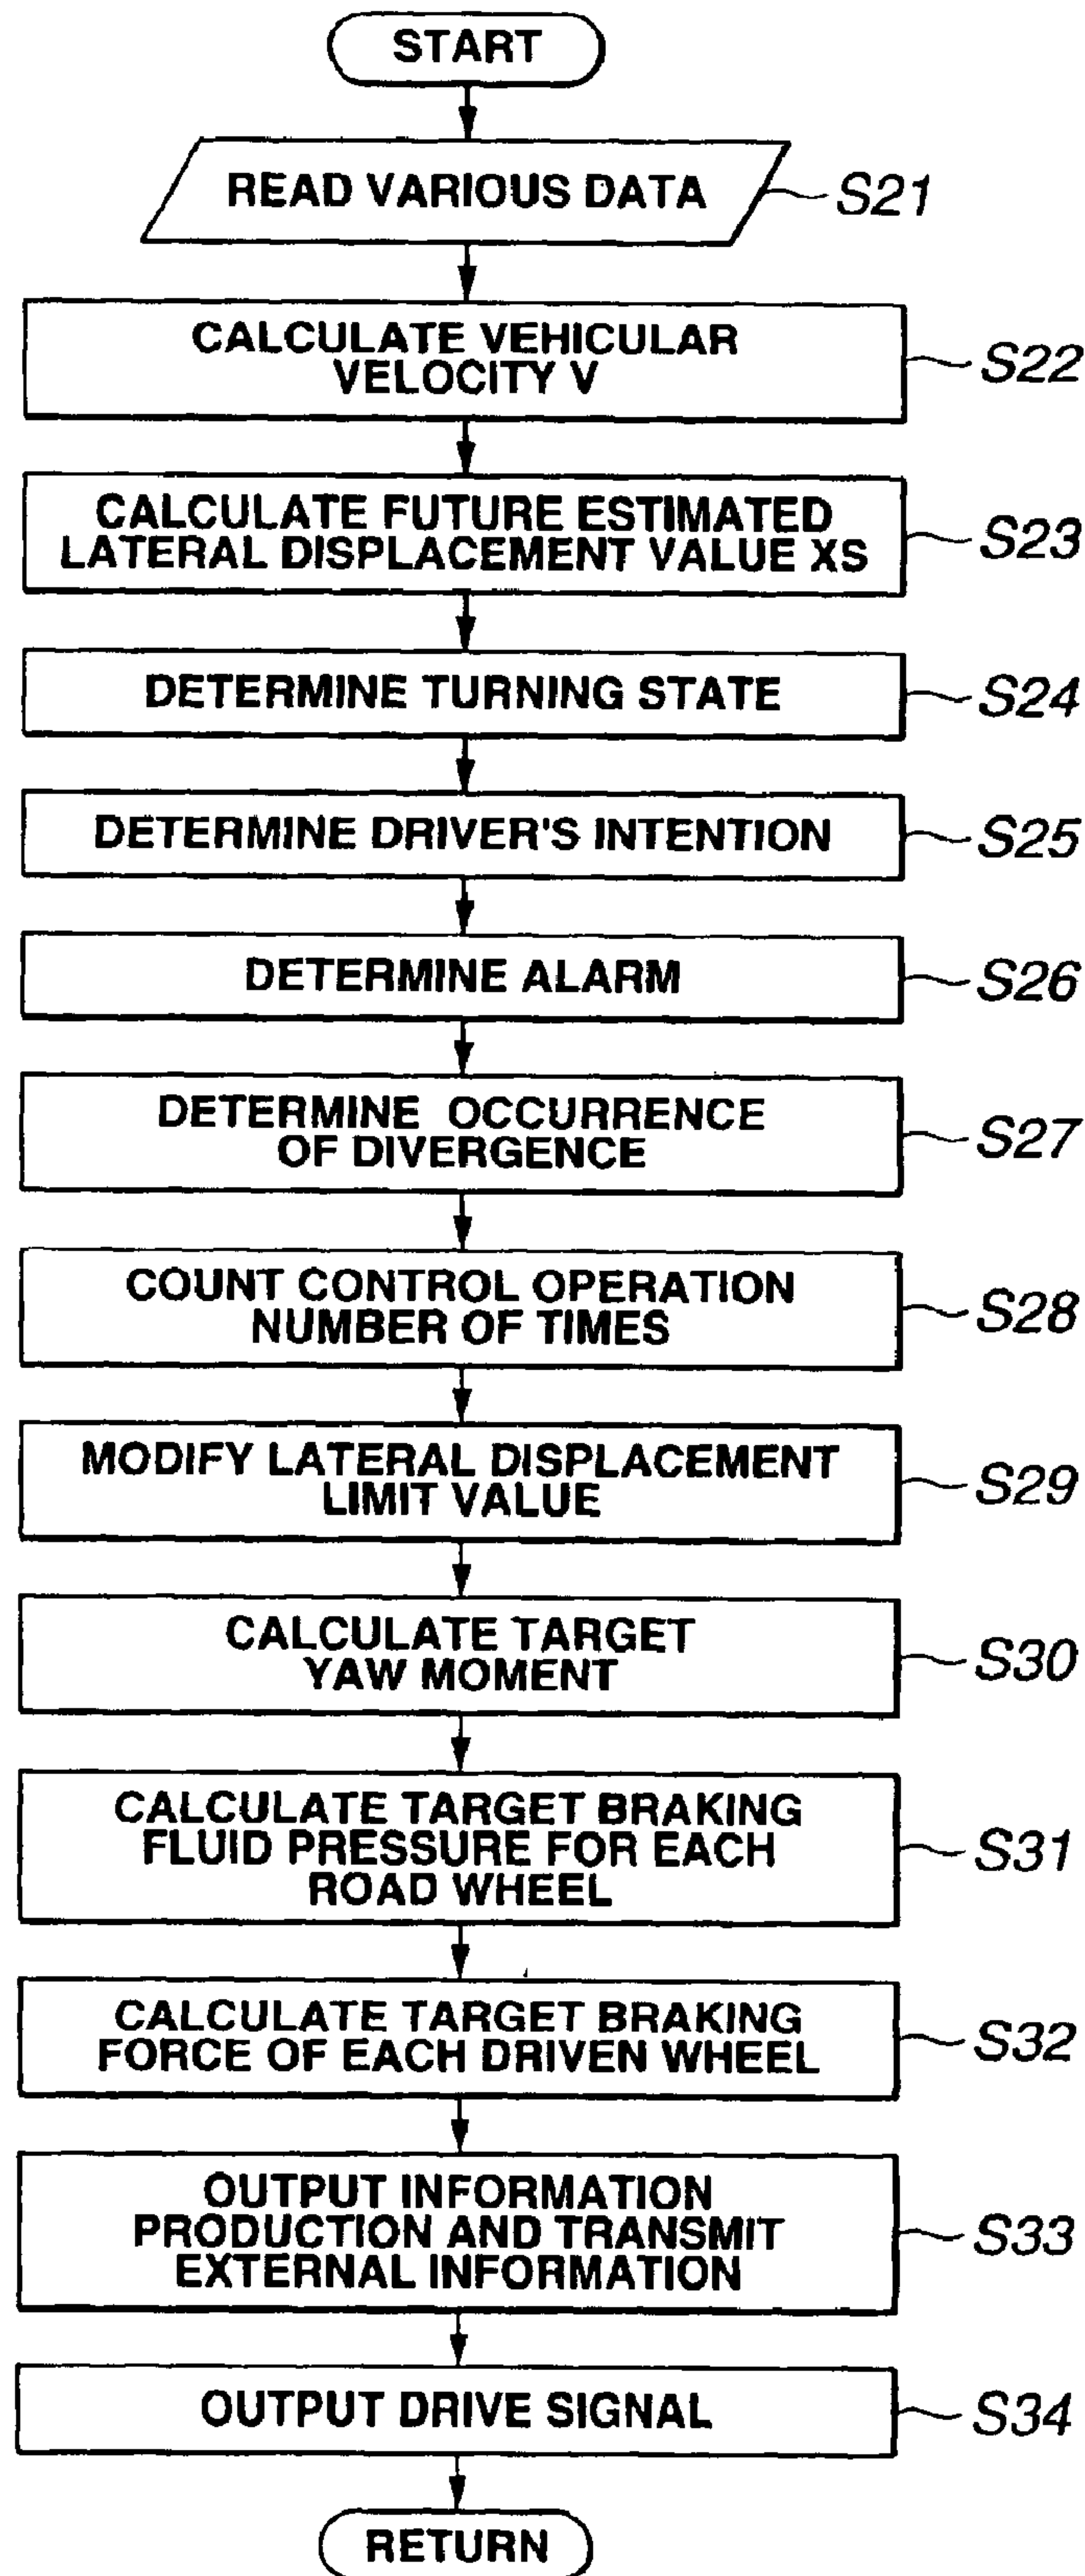 START
READ VARIOUS DATA
S21
CALCULATE VEHICULAR
VELOCITY V
S22
CALCULATE FUTURE ESTIMATED
LATERAL DISPLACEMENT VALUE XS
S23
DETERMINE TURNING STATE
S24
DETERMINE DRIVER'S INTENTION
S25
DETERMINE ALARM
S26
DETERMINE OCCURRENCE
OF DIVERGENCE
S27
COUNT CONTROL OPERATION
NUMBER OF TIMES
S28
MODIFY LATERAL DISPLACEMENT
LIMIT VALUE
S29
CALCULATE TARGET
YAW MOMENT
S30
CALCULATE TARGET BRAKING
FLUID PRESSURE FOR EACH
ROAD WHEEL
S31
CALCULATE TARGET BRAKING
FORCE OF EACH DRIVEN WHEEL
S32
OUTPUT INFORMATION
PRODUCTION AND TRANSMIT
EXTERNAL INFORMATION
S33
OUTPUT DRIVE SIGNAL
S34
RETURN